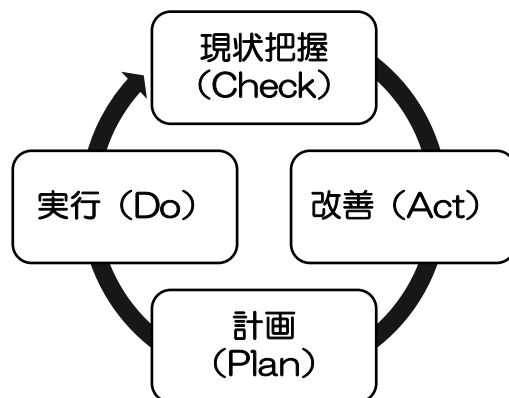 現状把握
（Check）
実行（Do）
改善（Act）
計画
（Plan）